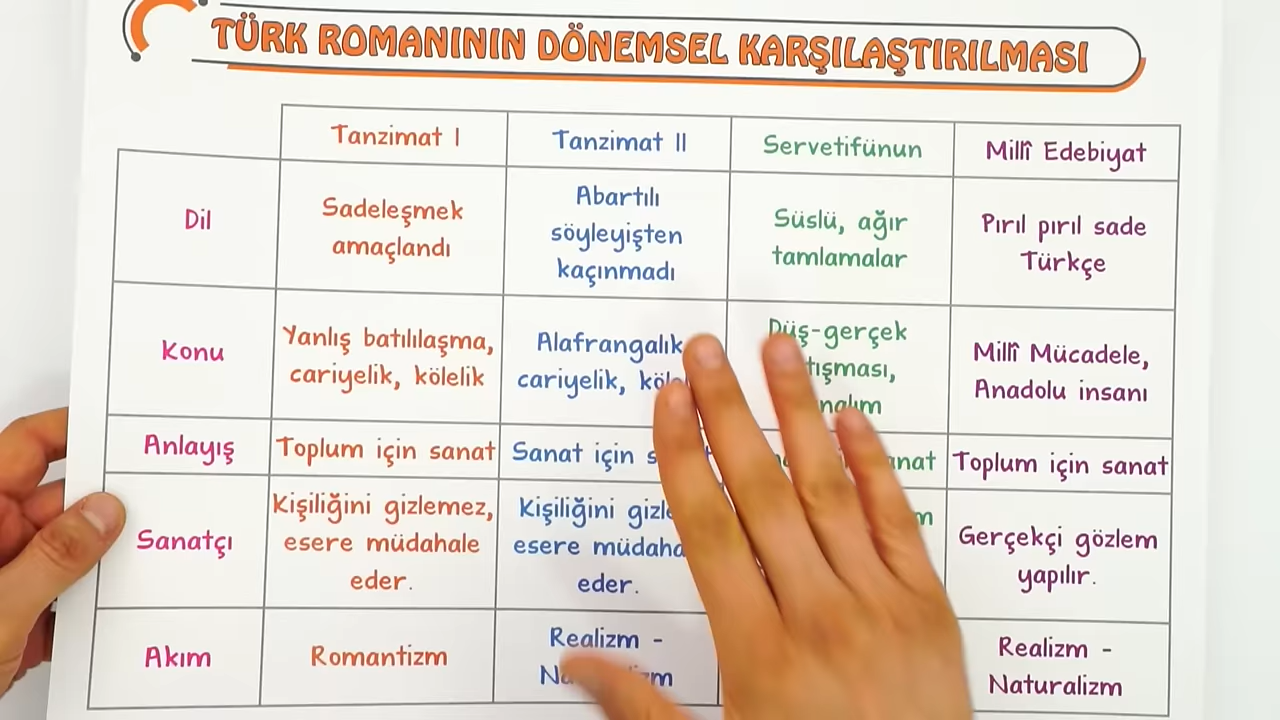 TÜRK ROMANININ DÖNEMSEL KARŞILAŞTIRILMASI
Tanzimat I
Tanzimat II
Servetifünun
Millî Edebiyat
Dil
Sadeleşmek
amaçlandı
Abartılı
söyleyişten
kaçınmadı
Süslü, ağır
tamlamalar
Pırıl pırıl sade
Türkçe
Konu
Yanlış batılılaşma,
cariyelik, kölelik
Alafrangalık
cariyelik,
Düş-gerçek
Millî Mücadele,
Anadolu insanı
Anlayış
Toplum için sanat
Sanat için
Toplum için sanat
Sanatçı
Kişiliğini gizlemez,
esere müdahale
eder.
Kişiliğini
esere
eder.
Gerçekçi gözlem
yapılır.
Akım
Romantizm
Realizm -
Realizm -
Naturalizm